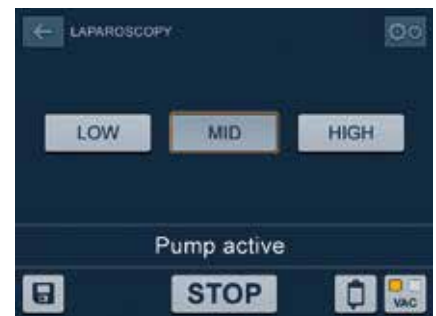 LAPAROSCOPY
LOW MID HIGH
Pump active
STOP
VAC